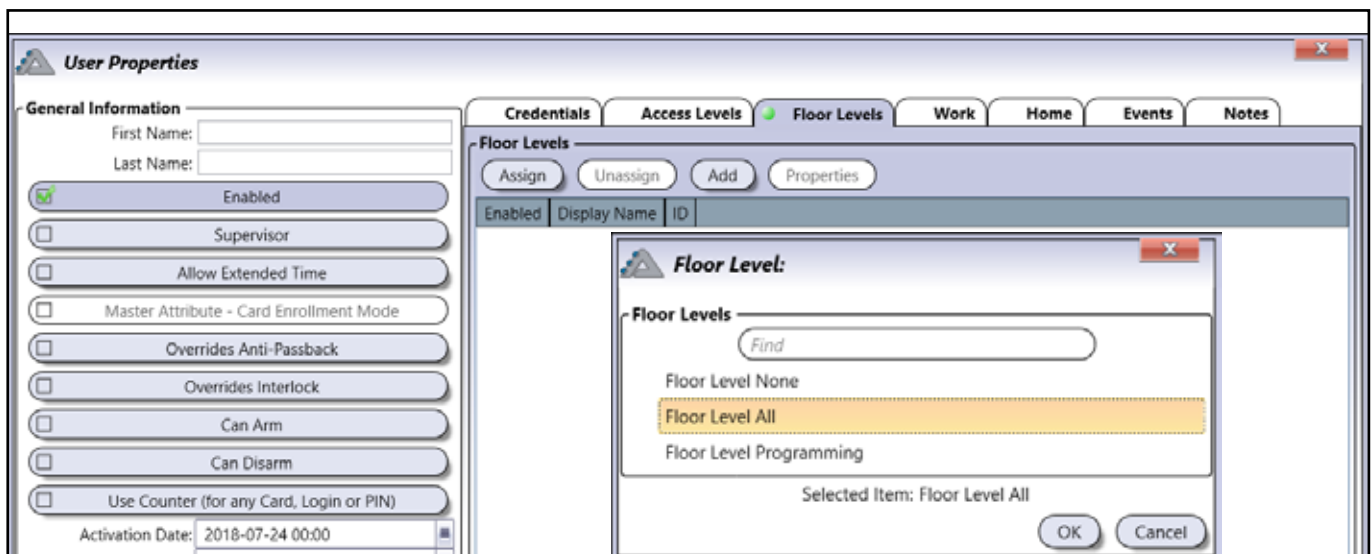 User Properties
General Information
First Name:
Last Name:
Enabled
Supervisor
Allow Extended Time
Master Attribute - Card Enrollment Mode
Overrides Anti-Passback
Overrides Interlock
Can Arm
Can Disarm
Use Counter (for any Card, Login or PIN)
Activation Date: 2018-07-24 00:00
Credentials Access Levels Floor Levels Work Home Events Notes
Floor Levels
Assign Unassign Add Properties
Enabled Display Name ID
Floor Level:
Floor Levels
Find
Floor Level None
Floor Level All
Floor Level Programming
Selected Item: Floor Level All
OK Cancel